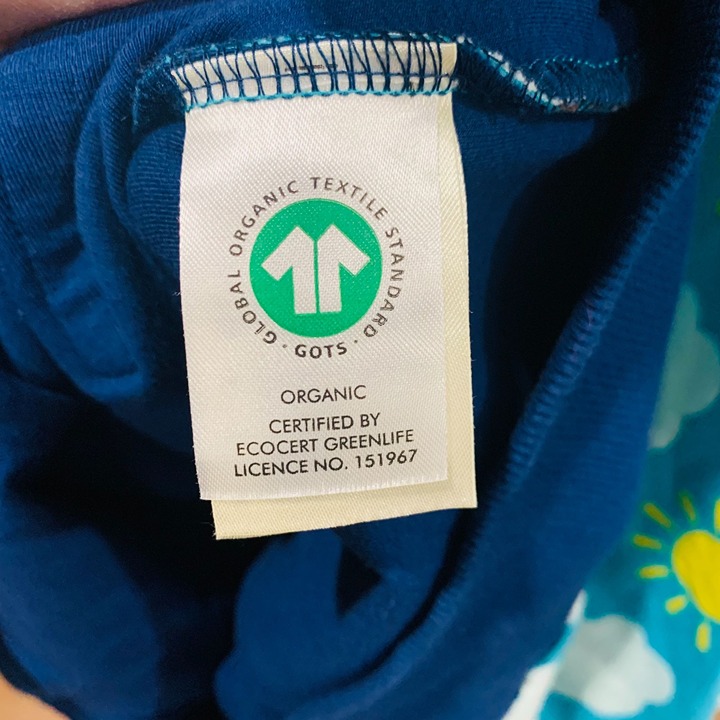 GLOBAL ORGANIC TEXTILE STANDARD · GOTS ·
ORGANIC
CERTIFIED BY
ECOCERT GREENLIFE
LICENCE NO. 151967